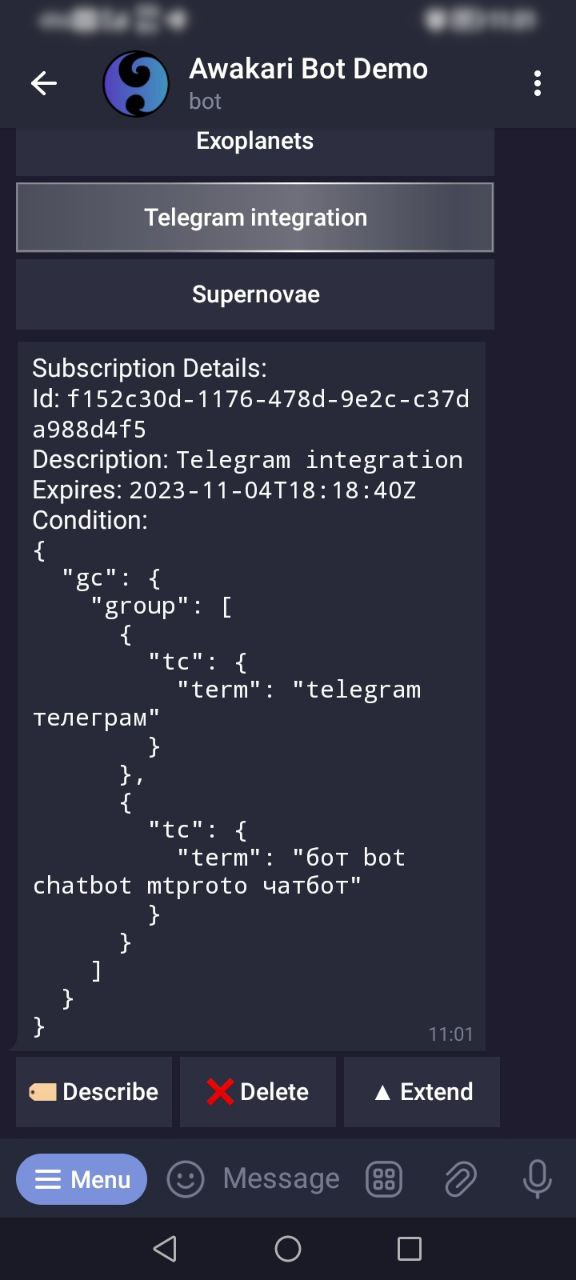 Awakari Bot Demo
bot
Exoplanets
Telegram integration
Supernovae
Subscription Details:
Id: f152c30d-1176-478d-9e2c-c37d
a988d4f5
Description: Telegram integration
Expires: 2023-11-04T18:18:40Z
Condition:
{
  "gc": {
    "group": [
      {
        "tc": {
          "term": "telegram
телеграм"
        }
      },
      {
        "tc": {
          "term": "бот bot
chatbot mtproto чатбот"
        }
      }
    ]
  }
}
11:01
Describe
Delete
Extend
Menu
Message